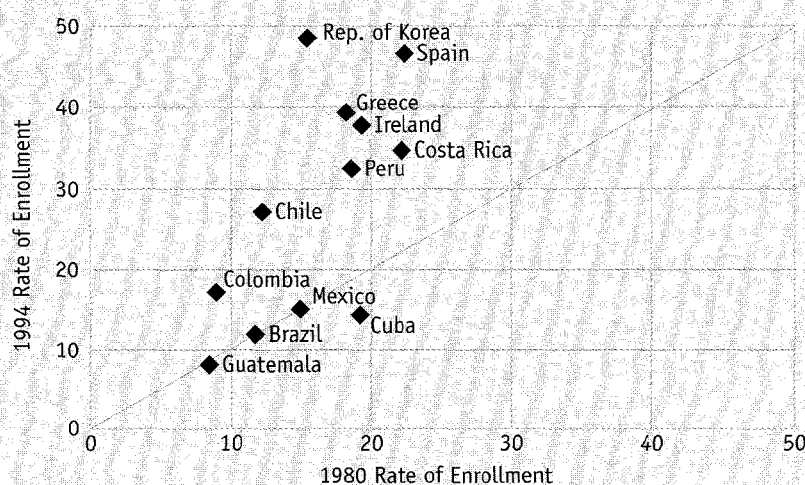 50
Rep. of Korea
Spain
40
Greece
Ireland
Costa Rica
Peru
30
Chile
20
Colombia
Mexico
Cuba
Brazil
10
Guatemala
0
0 10 20 30 40 50
1994 Rate of Enrollment
1980 Rate of Enrollment